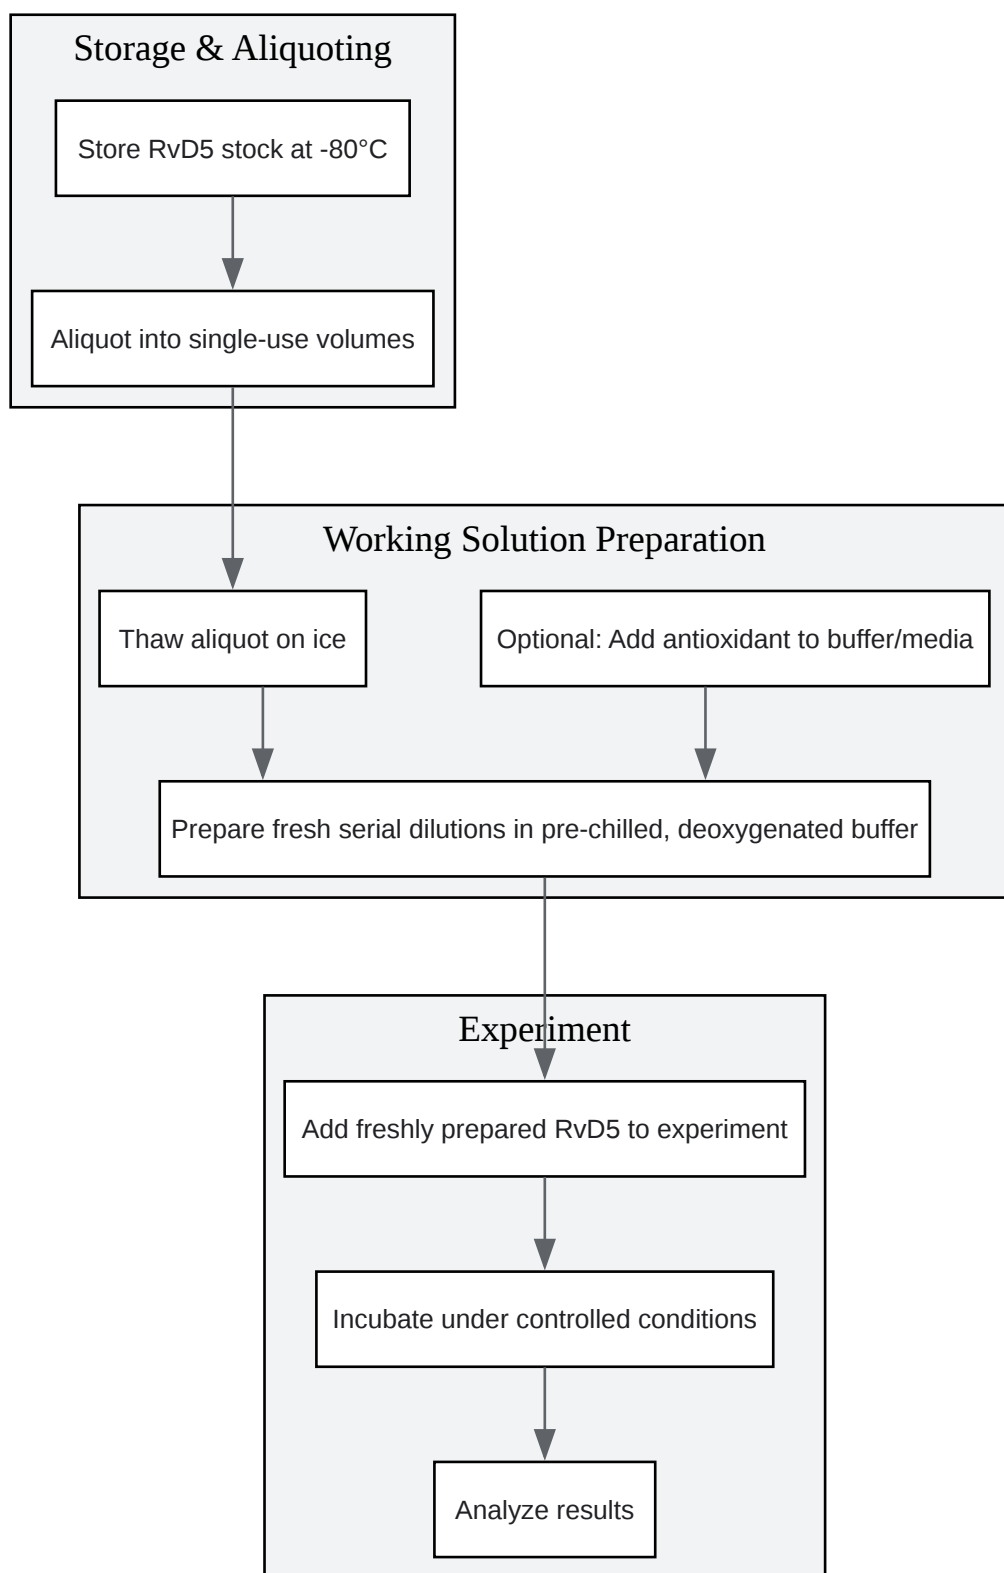 Storage & Aliquoting
Store RvD5 stock at -80°C
Aliquot into single-use volumes
Working Solution Preparation
Thaw aliquot on ice
Optional: Add antioxidant to buffer/media
Prepare fresh serial dilutions in pre-chilled, deoxygenated buffer
Experiment
Add freshly prepared RvD5 to experiment
Incubate under controlled conditions
Analyze results